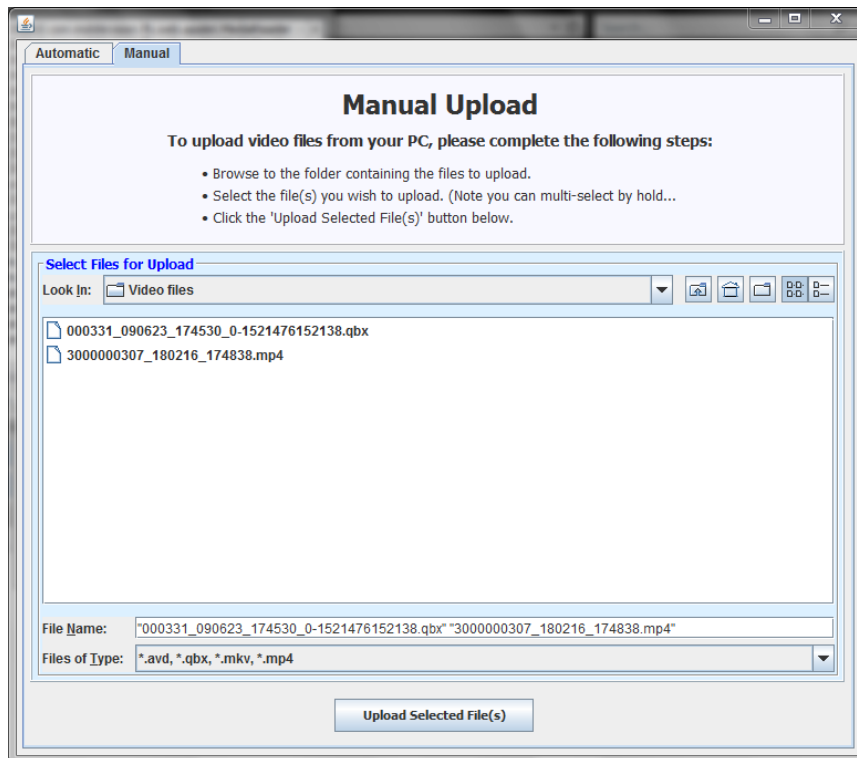 Automatic Manual
Manual Upload
To upload video files from your PC, please complete the following steps:
• Browse to the folder containing the files to upload.
• Select the file(s) you wish to upload. (Note you can multi-select by hold...
• Click the 'Upload Selected File(s)' button below.
Select Files for Upload
Look In: Video files
000331_090623_174530_0-1521476152138.qbx
3000000307_180216_174838.mp4
File Name: "000331_090623_174530_0-1521476152138.qbx" "3000000307_180216_174838.mp4"
Files of Type: *.avd, *.qbx, *.mkv, *.mp4
Upload Selected File(s)